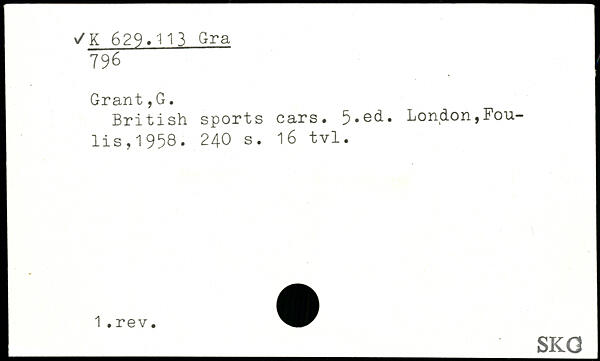 ✓ K 629.113 Gra
796
Grant,G.
British sports cars. 5.ed. London,Fou-
lis,1958. 240 s. 16 tvl.
1.rev.
SKG